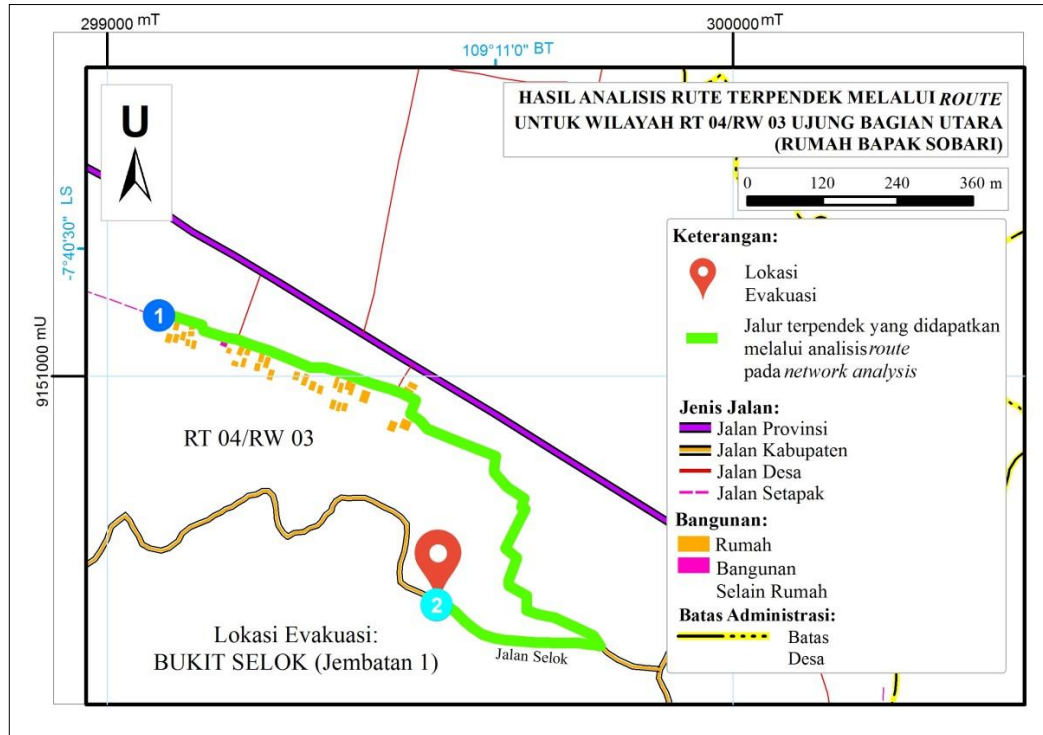 299000 mT
300000 mT
109°11'0" BT
HASIL ANALISIS RUTE TERPENDEK MELALUI ROUTE
UNTUK WILAYAH RT 04/RW 03 UJUNG BAGIAN UTARA
(RUMAH BAPAK SOBARI)
U
0 120 240 360 m
-7°40'30" LS
9151000 mU
Keterangan:
Lokasi
Evakuasi
Jalur terpendek yang didapatkan
melalui analisis route
pada network analysis
Jenis Jalan:
Jalan Provinsi
Jalan Kabupaten
Jalan Desa
Jalan Setapak
Bangunan:
Rumah
Bangunan
Selain Rumah
Batas Administrasi:
Batas
Desa
1
RT 04/RW 03
2
Lokasi Evakuasi:
BUKIT SELOK (Jembatan 1)
Jalan Selok